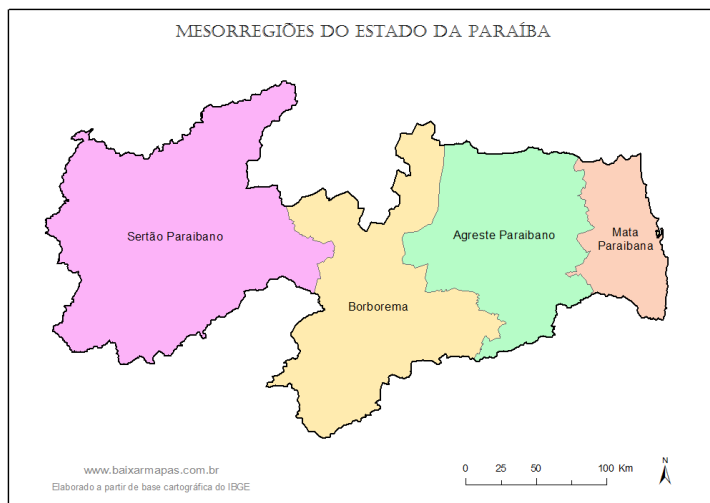 MESORREGIÕES DO ESTADO DA PARAÍBA
Sertão Paraibano
Agreste Paraibano
Mata
Paraibana
Borborema
www.baixarmapas.com.br
Elaborado a partir de base cartográfica do IBGE
0 25 50 100 Km
N